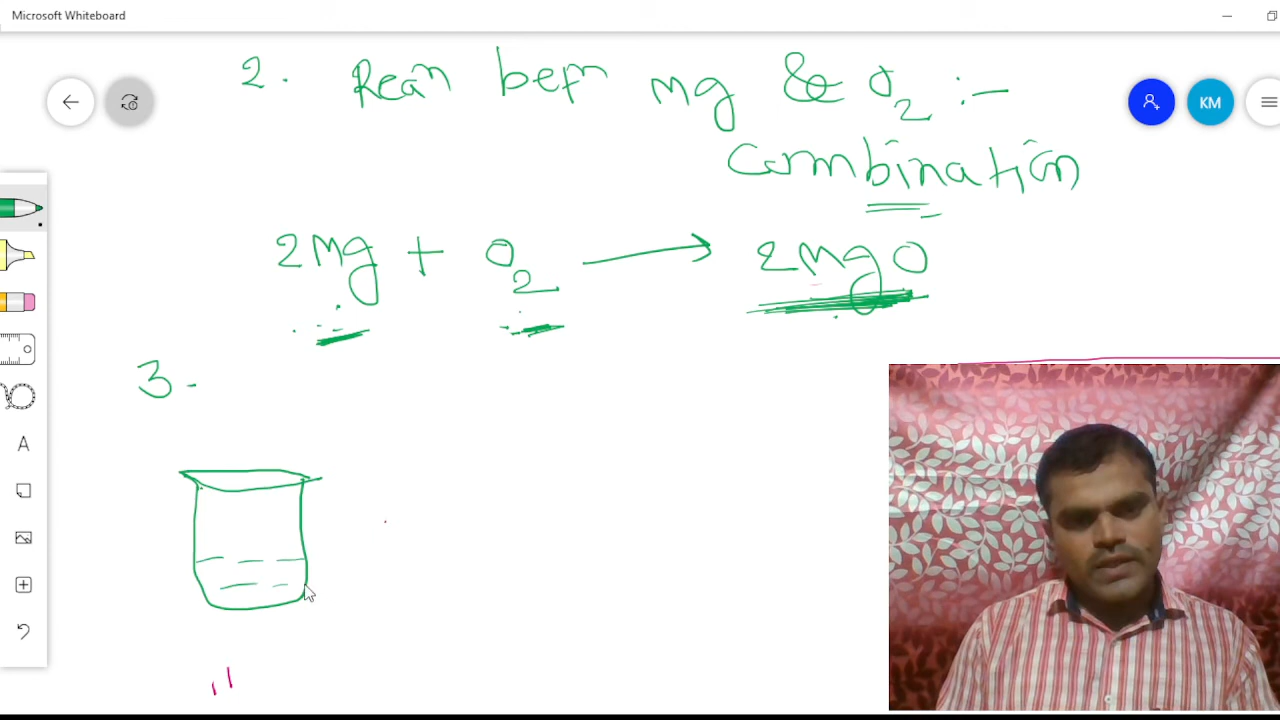 Microsoft Whiteboard
KM
2. Rean betn mg & O2 :-
Combination
2Mg + O2 → 2MgO
3-
A